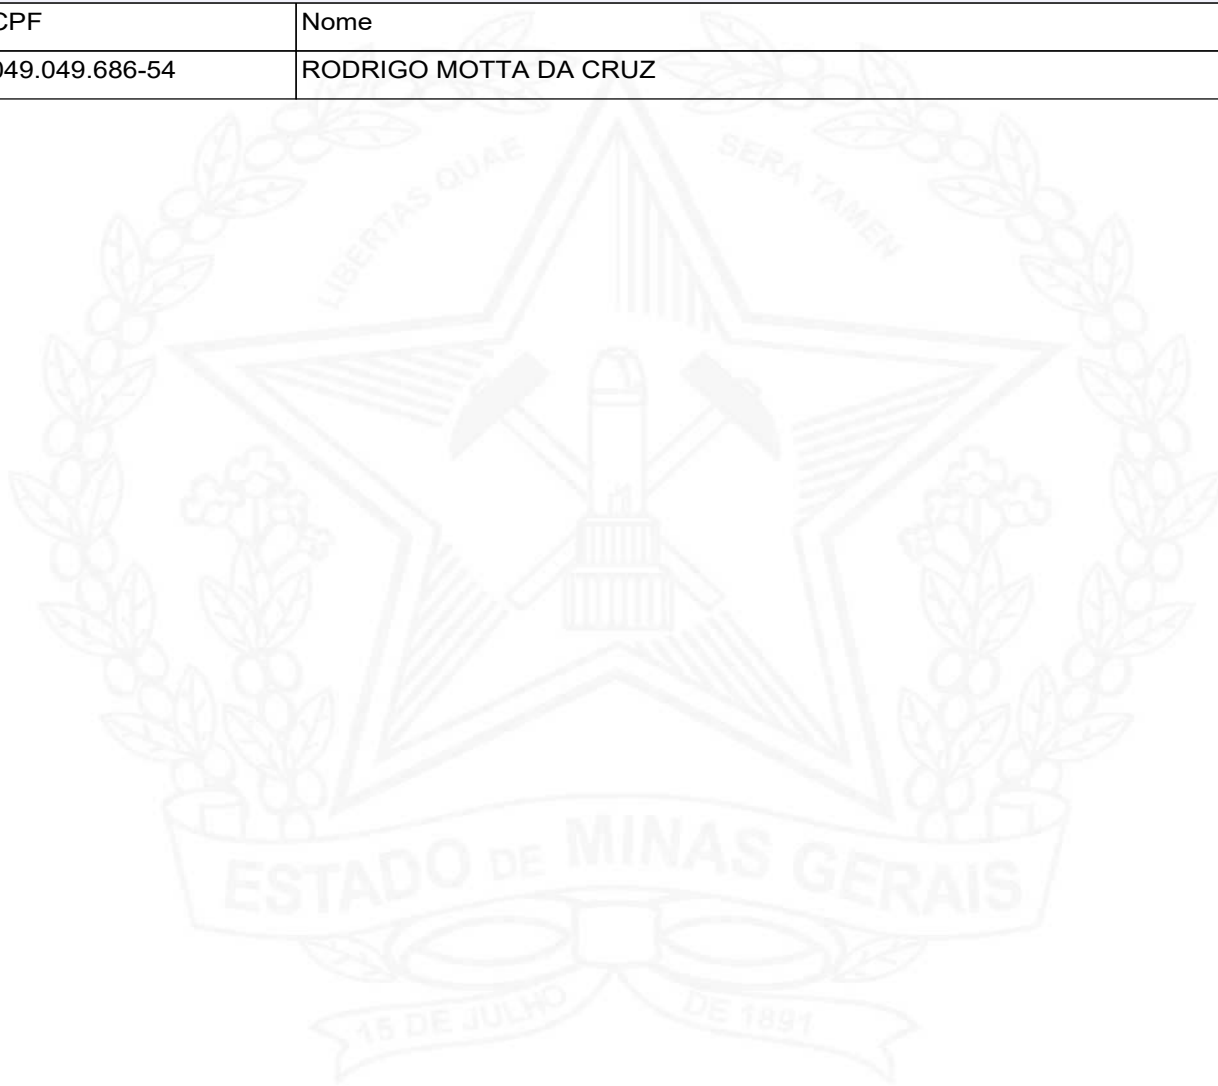 CPF Nome
049.049.686-54 RODRIGO MOTTA DA CRUZ
LIBERTAS QUAE SERA TAMEN
ESTADO DE MINAS GERAIS
15 DE JULHO DE 1891